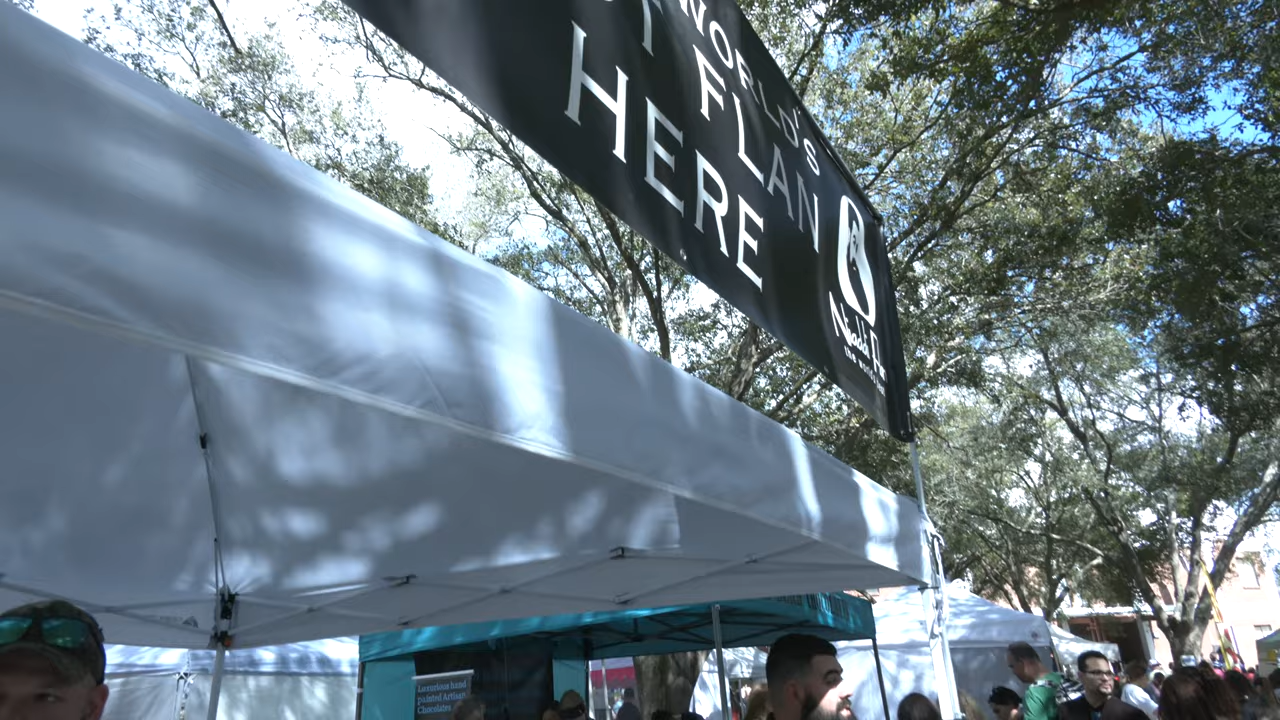 WORLD'S
FLAN
HERE
Luxurious hand
painted Artisan
Chocolates